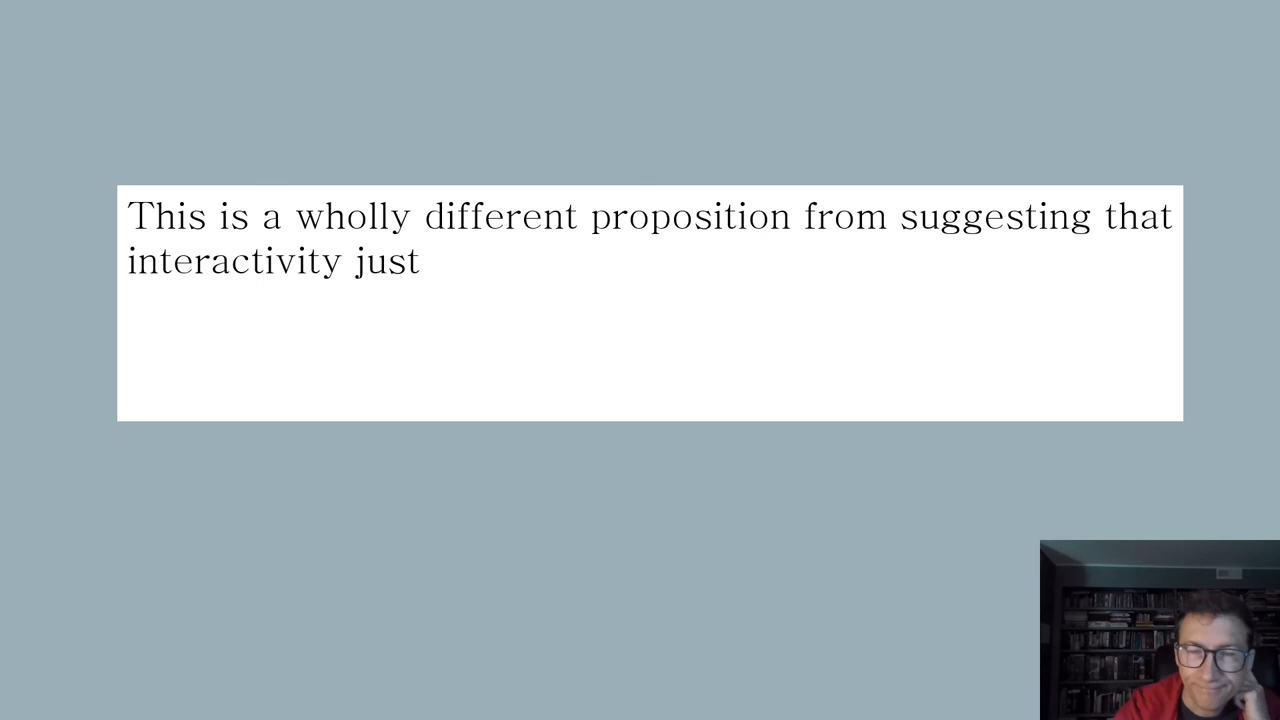 This is a wholly different proposition from suggesting that
interactivity just